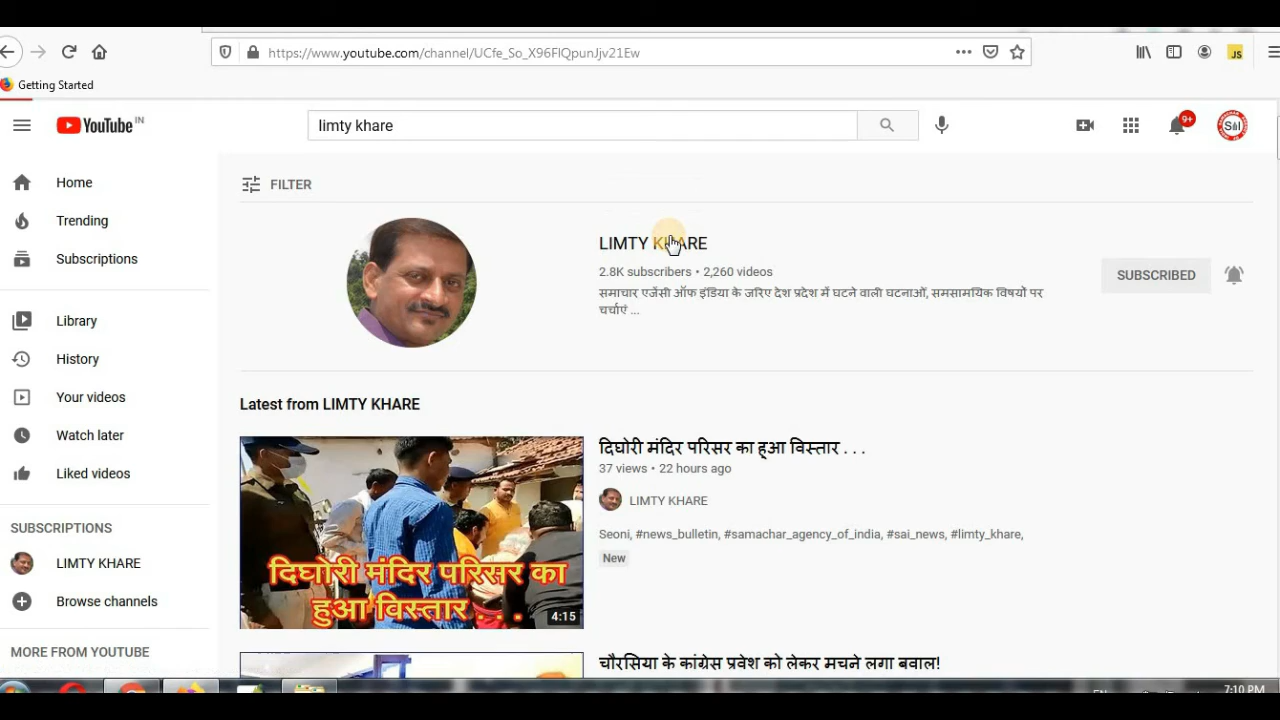 https://www.youtube.com/channel/UCfe_So_X96FlQpunJjv21Ew
JS
Getting Started
YouTube IN
limty khare
9+
Home
Trending
Subscriptions
Library
History
Your videos
Watch later
Liked videos
SUBSCRIPTIONS
LIMTY KHARE
Browse channels
MORE FROM YOUTUBE
FILTER
LIMTY KHARE
2.8K subscribers • 2,260 videos
समाचार एजेंसी ऑफ इंडिया के जरिए देश प्रदेश में घटने वाली घटनाओं, समसामयिक विषयों पर
चर्चाएं ...
SUBSCRIBED
Latest from LIMTY KHARE
दिघोरी मंदिर परिसर का
हुआ विस्तार . . .
4:15
दिघोरी मंदिर परिसर का हुआ विस्तार . . .
37 views • 22 hours ago
LIMTY KHARE
Seoni, #news_bulletin, #samachar_agency_of_india, #sai_news, #limty_khare,
New
चौरसिया के कांग्रेस प्रवेश को लेकर मचने लगा बवाल!
7:10 PM